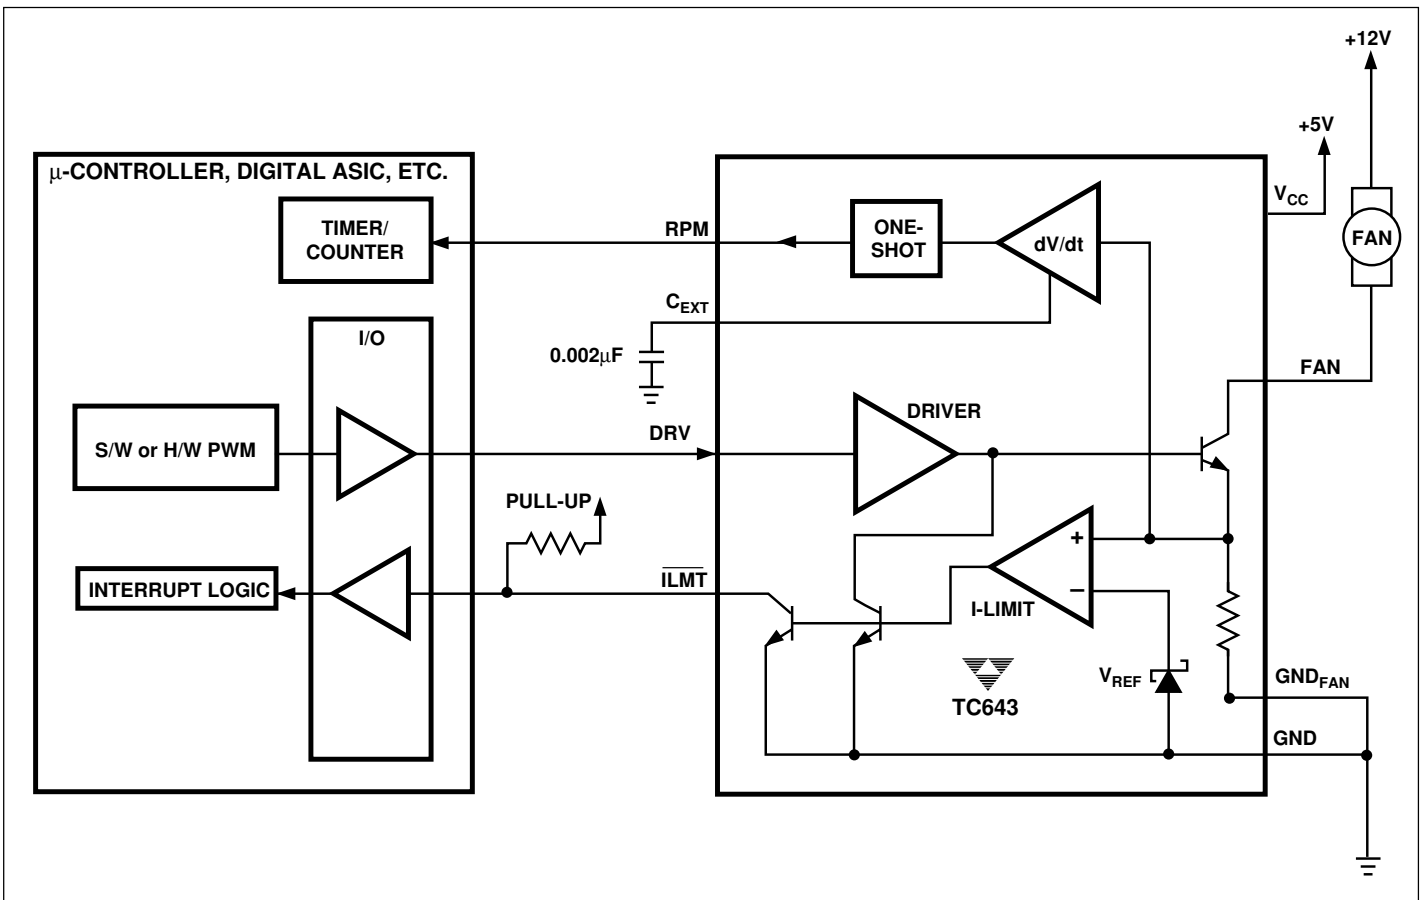 +12V
+5V
μ-CONTROLLER, DIGITAL ASIC, ETC.
TIMER/
COUNTER
RPM
ONE-
SHOT
dV/dt
VCC
FAN
CEXT
0.002μF
I/O
FAN
S/W or H/W PWM
DRV
DRIVER
PULL-UP
+
INTERRUPT LOGIC
ILMT
–
I-LIMIT
VREF
TC643
GNDFAN
GND